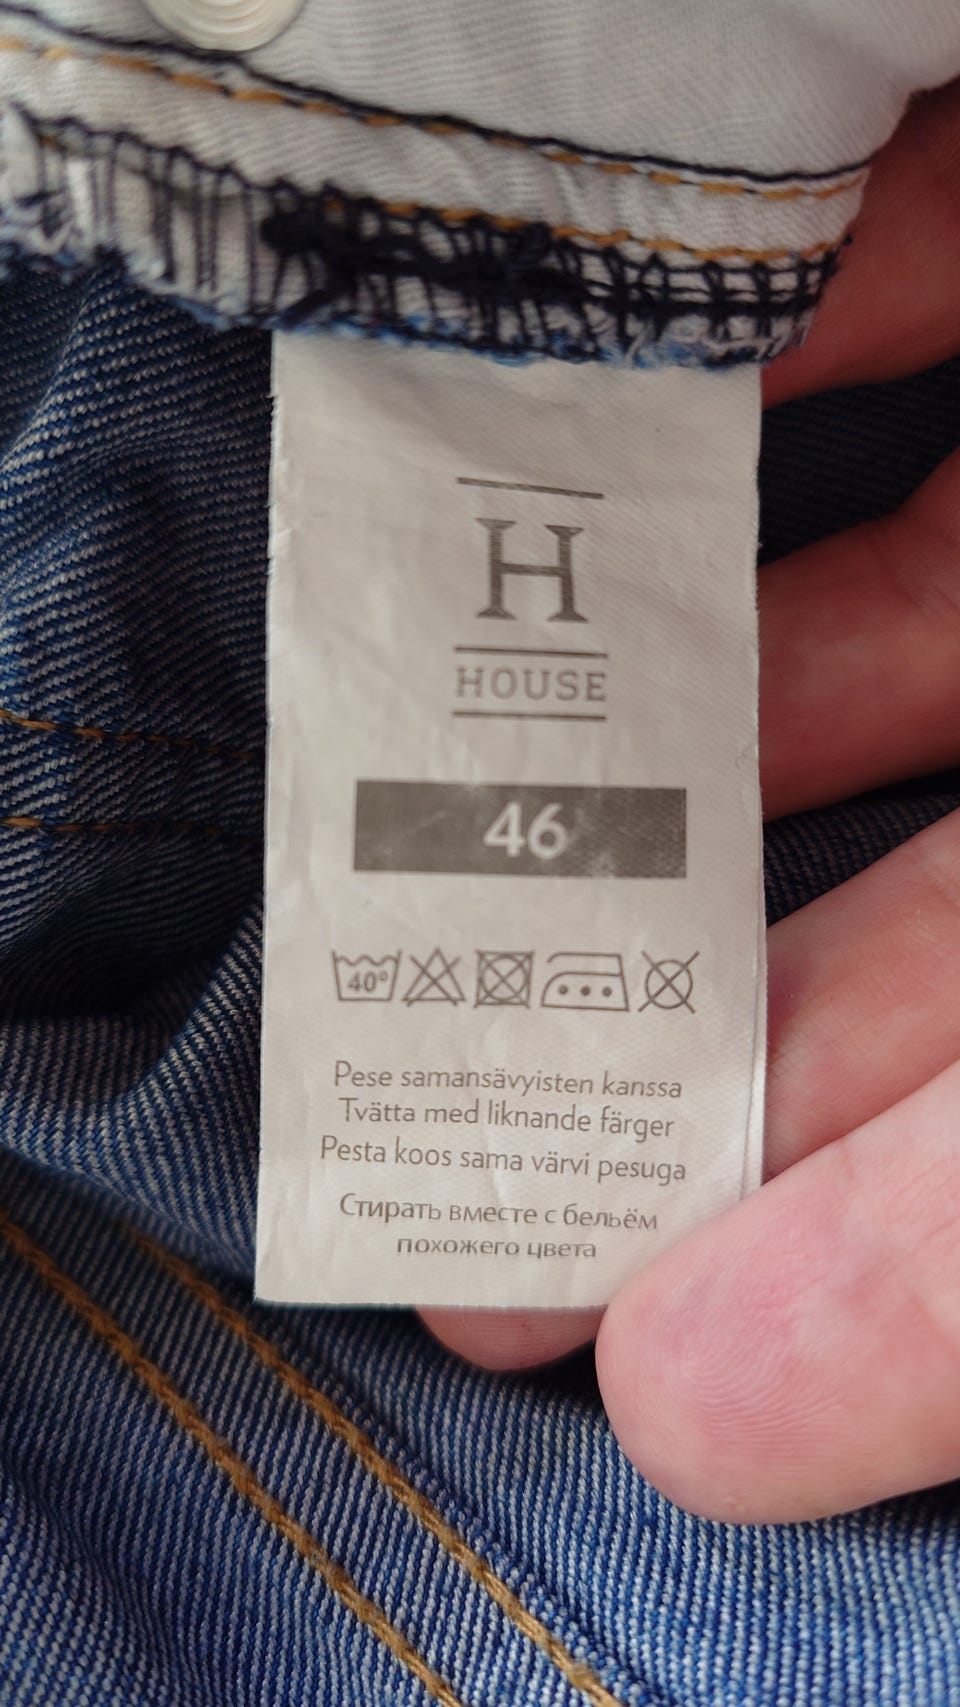 H
HOUSE
46
40°
Pese samansävyisten kanssa
Tvätta med liknande färger
Pesta koos sama värvi pesuga
Стирать вместе с бельём
похожего цвета